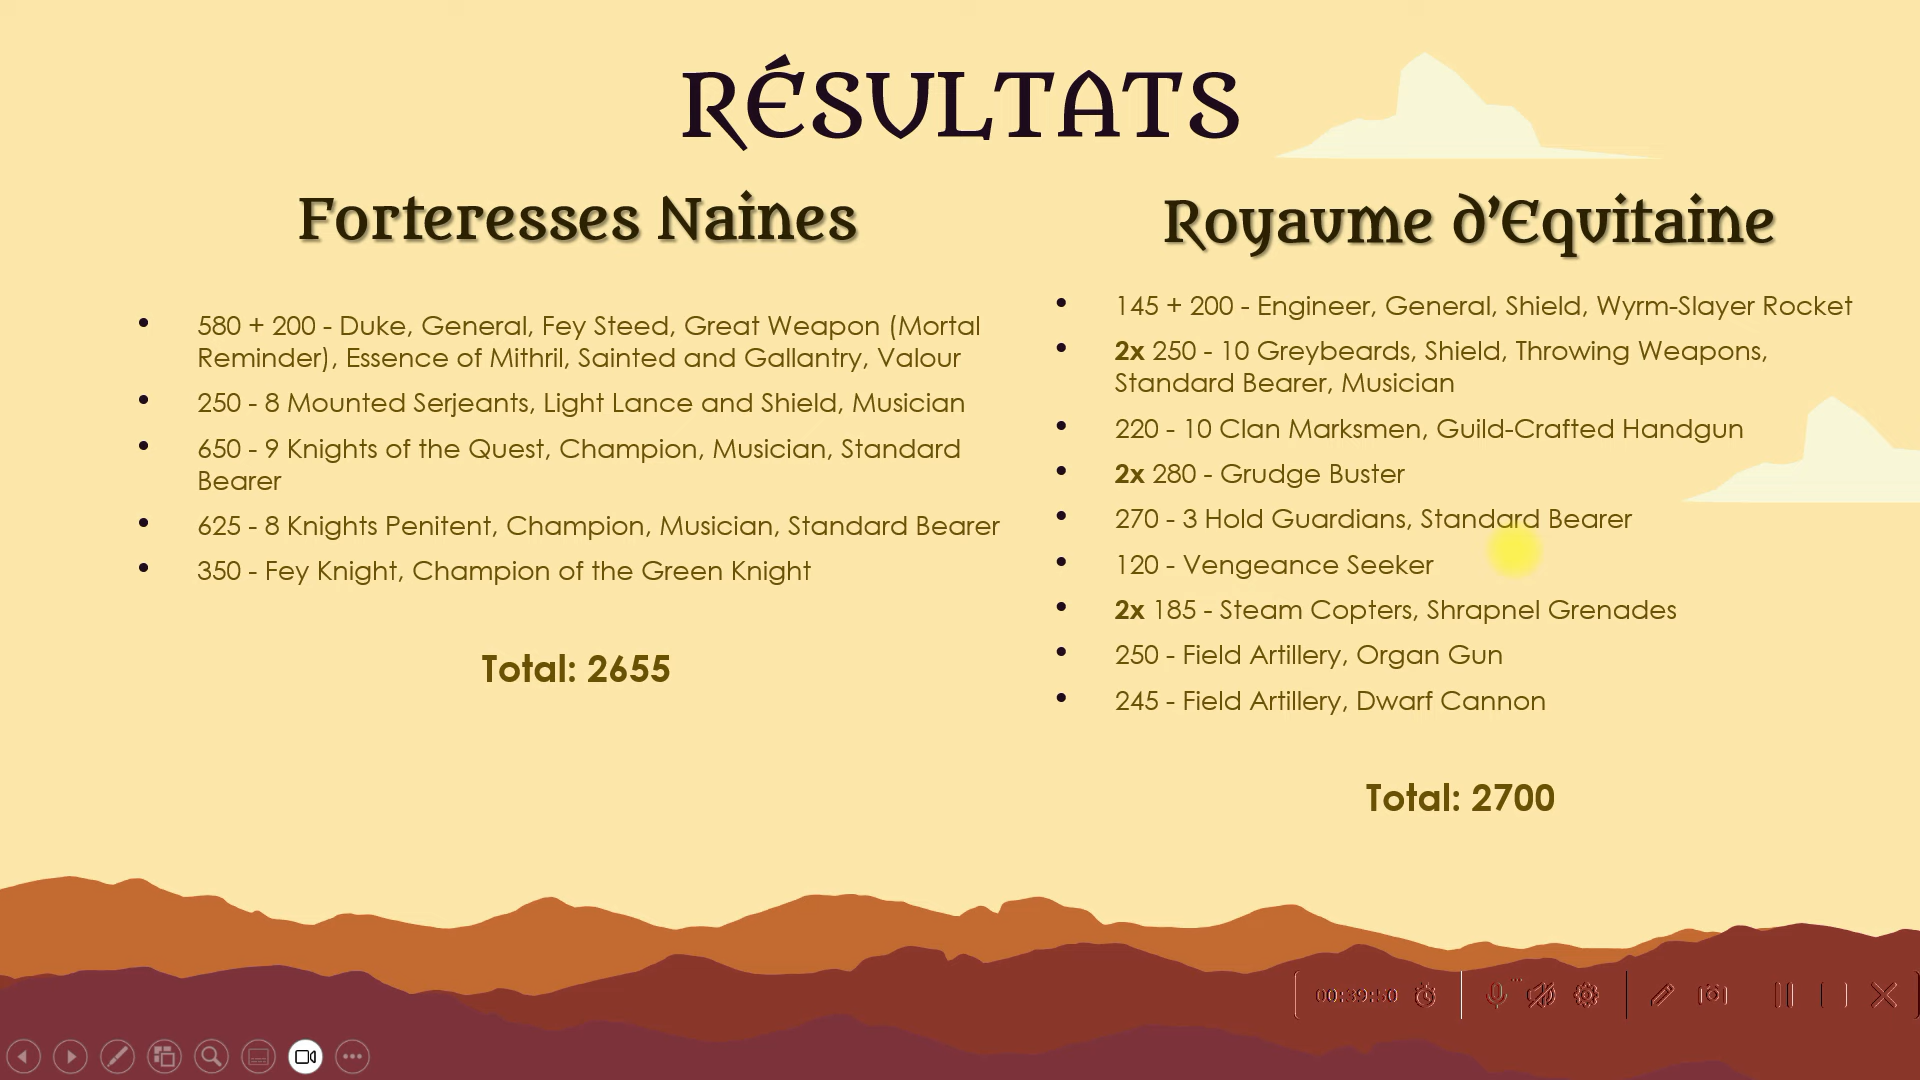 RÉSULTATS
Forteresses Naines
580 + 200 - Duke, General, Fey Steed, Great Weapon (Mortal
Reminder), Essence of Mithril, Sainted and Gallantry, Valour
250 - 8 Mounted Serjeants, Light Lance and Shield, Musician
650 - 9 Knights of the Quest, Champion, Musician, Standard
Bearer
625 - 8 Knights Penitent, Champion, Musician, Standard Bearer
350 - Fey Knight, Champion of the Green Knight
Total: 2655
Royaume d'Equitaine
145 + 200 - Engineer, General, Shield, Wyrm-Slayer Rocket
2x 250 - 10 Greybeards, Shield, Throwing Weapons,
Standard Bearer, Musician
220 - 10 Clan Marksmen, Guild-Crafted Handgun
2x 280 - Grudge Buster
270 - 3 Hold Guardians, Standard Bearer
120 - Vengeance Seeker
2x 185 - Steam Copters, Shrapnel Grenades
250 - Field Artillery, Organ Gun
245 - Field Artillery, Dwarf Cannon
Total: 2700
00:39:50